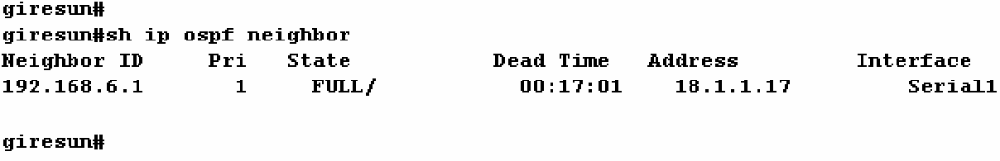 giresun#
giresun#sh ip ospf neighbor
Neighbor ID     Pri   State           Dead Time   Address         Interface
192.168.6.1       1     FULL/           00:17:01    18.1.1.17         Serial1
giresun#